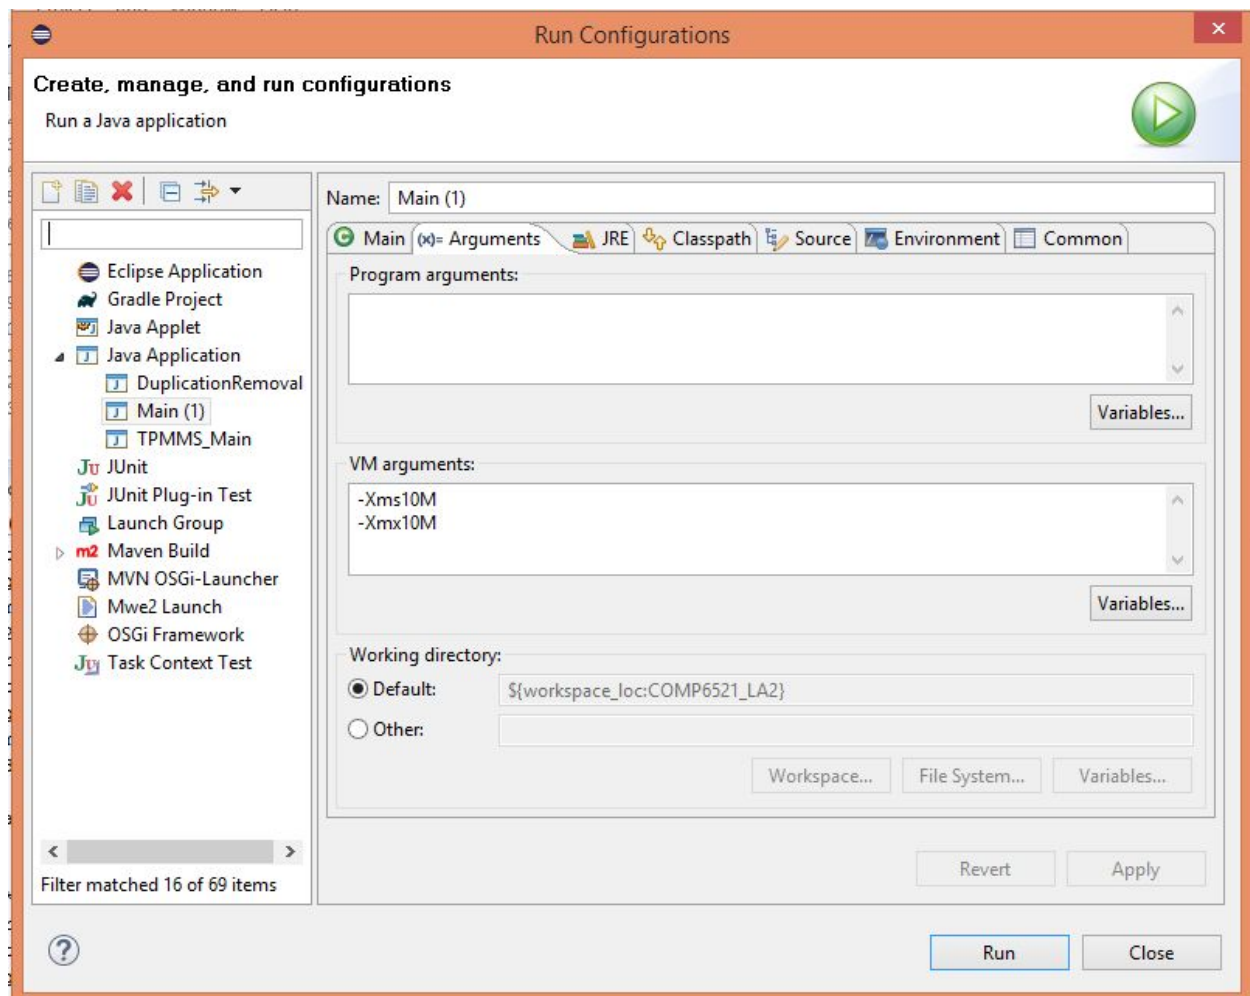 Run Configurations
Create, manage, and run configurations
Run a Java application
Name: Main (1)
Main (x)= Arguments JRE Classpath Source Environment Common
Eclipse Application
Gradle Project
Java Applet
Java Application
DuplicationRemoval
Main (1)
TPMMS_Main
JUnit
JUnit Plug-in Test
Launch Group
m2 Maven Build
MVN OSGi-Launcher
Mwe2 Launch
OSGi Framework
Task Context Test
Filter matched 16 of 69 items
Program arguments:
Variables...
VM arguments:
-Xms10M
-Xmx10M
Variables...
Working directory:
Default: ${workspace_loc:COMP6521_LA2}
Other:
Workspace... File System... Variables...
Revert Apply
Run Close